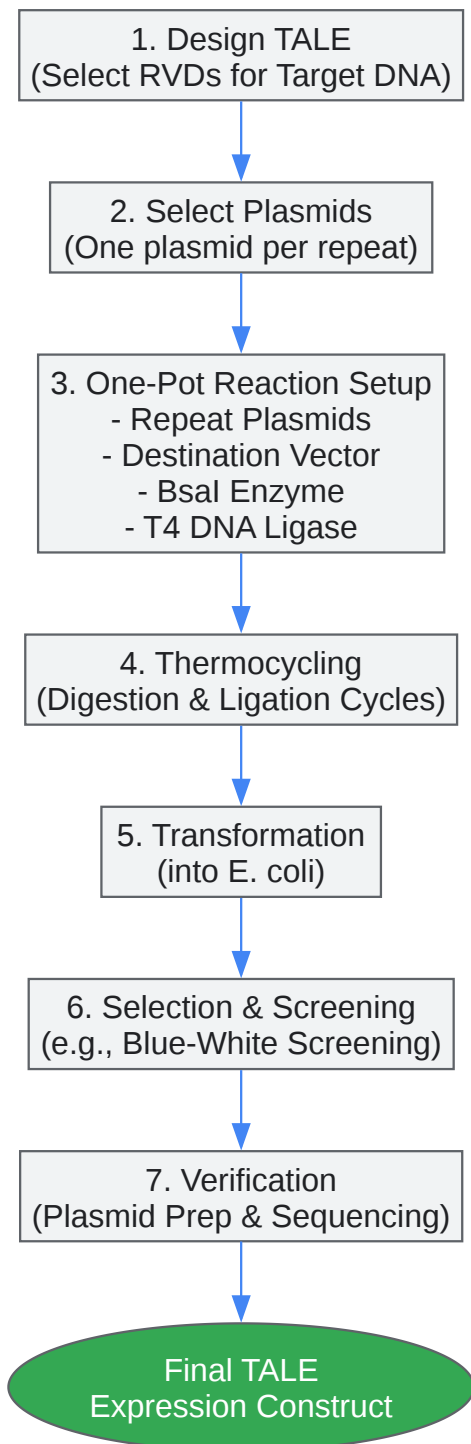 1. Design TALE
(Select RVDs for Target DNA)
2. Select Plasmids
(One plasmid per repeat)
3. One-Pot Reaction Setup
- Repeat Plasmids
- Destination Vector
- BsaI Enzyme
- T4 DNA Ligase
4. Thermocycling
(Digestion & Ligation Cycles)
5. Transformation
(into E. coli)
6. Selection & Screening
(e.g., Blue-White Screening)
7. Verification
(Plasmid Prep & Sequencing)
Final TALE
Expression Construct